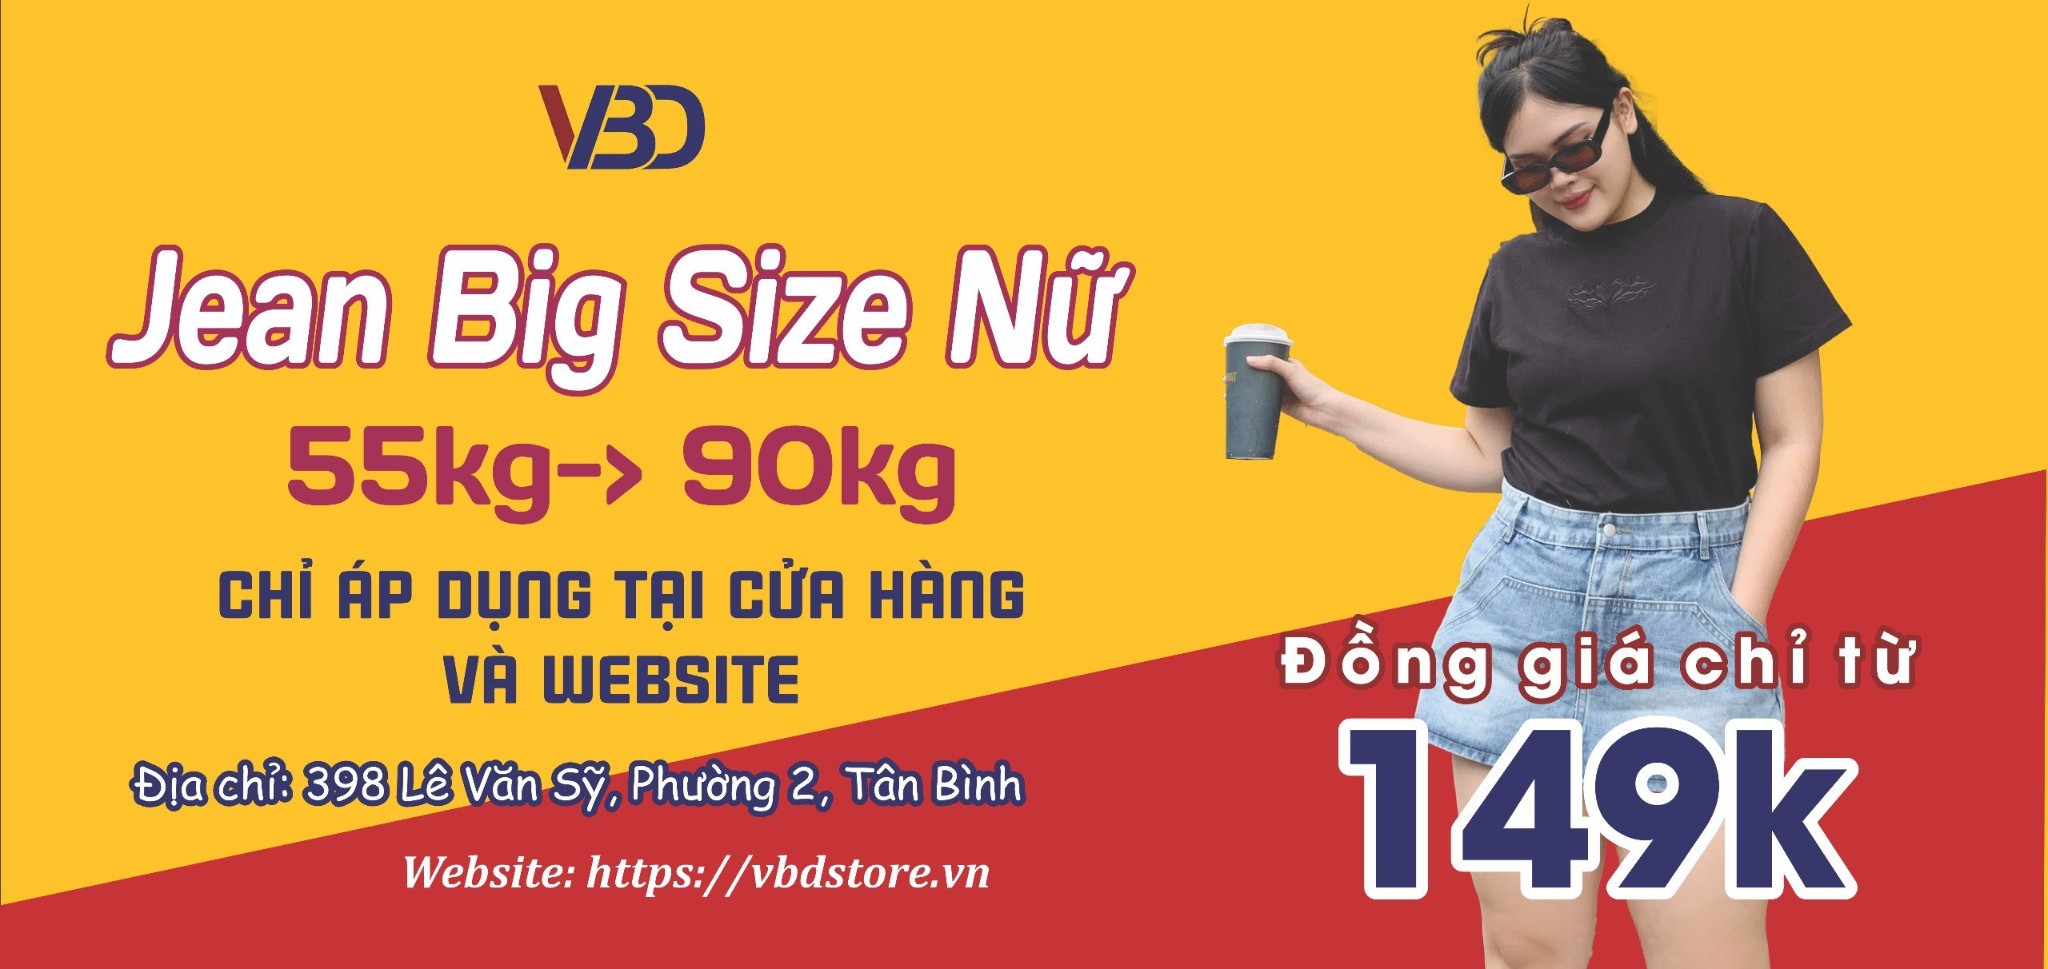 VBD
Jean Big Size Nữ
55kg-> 90kg
CHỈ ÁP DỤNG TẠI CỬA HÀNG
VÀ WEBSITE
Địa chỉ: 398 Lê Văn Sỹ, Phường 2, Tân Bình
Website: https://vbdstore.vn
Đồng giá chỉ từ
149k